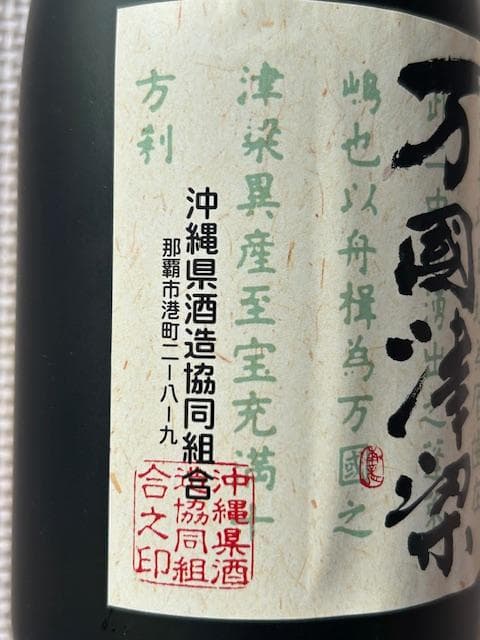 万國津梁
嶋也以舟楫為万國之
津梁異産至宝充満
方利
沖縄県酒造協同組合
那覇市港町二ー八ー九
沖縄県酒
造協同組
合之印